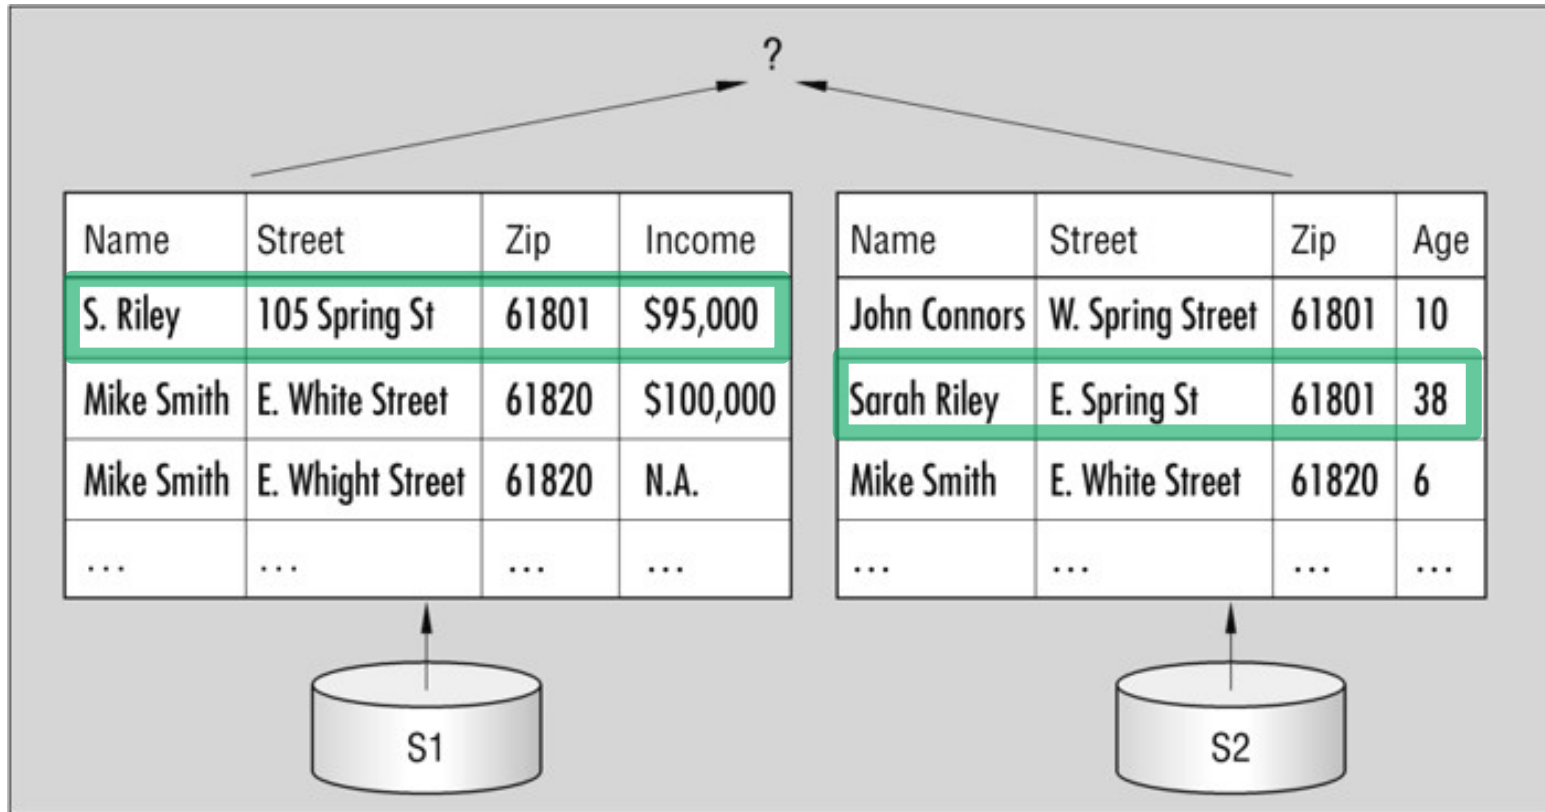 ?
Name Street Zip Income
S. Riley 105 Spring St 61801 $95,000
Mike Smith E. White Street 61820 $100,000
Mike Smith E. Whight Street 61820 N.A.
... ... ... ...
Name Street Zip Age
John Connors W. Spring Street 61801 10
Sarah Riley E. Spring St 61801 38
Mike Smith E. White Street 61820 6
... ... ... ...
S1
S2